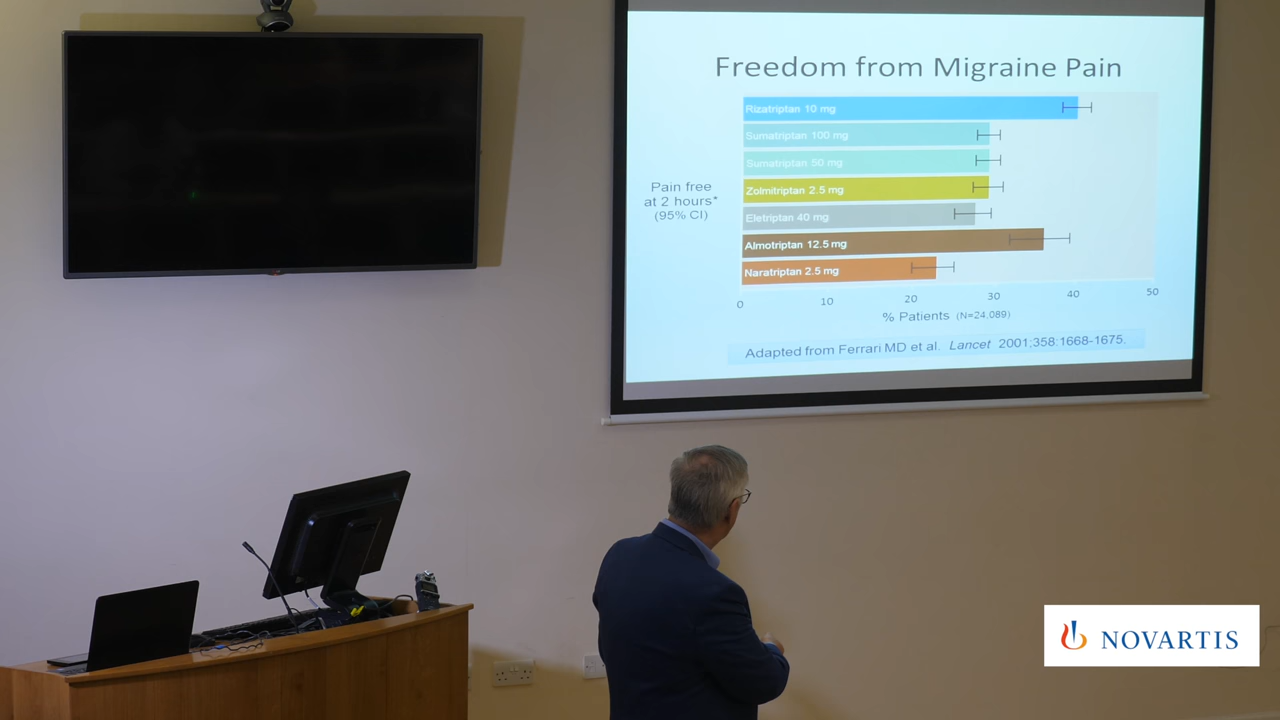 Freedom from Migraine Pain
Rizatriptan 10 mg
Sumatriptan 100 mg
Sumatriptan 50 mg
Zolmitriptan 2.5 mg
Eletriptan 40 mg
Almotriptan 12.5 mg
Naratriptan 2.5 mg
Pain free
at 2 hours*
(95% CI)
0 10 20 30 40 50
% Patients (N=24,089)
Adapted from Ferrari MD et al. Lancet 2001;358:1668-1675.
NOVARTIS